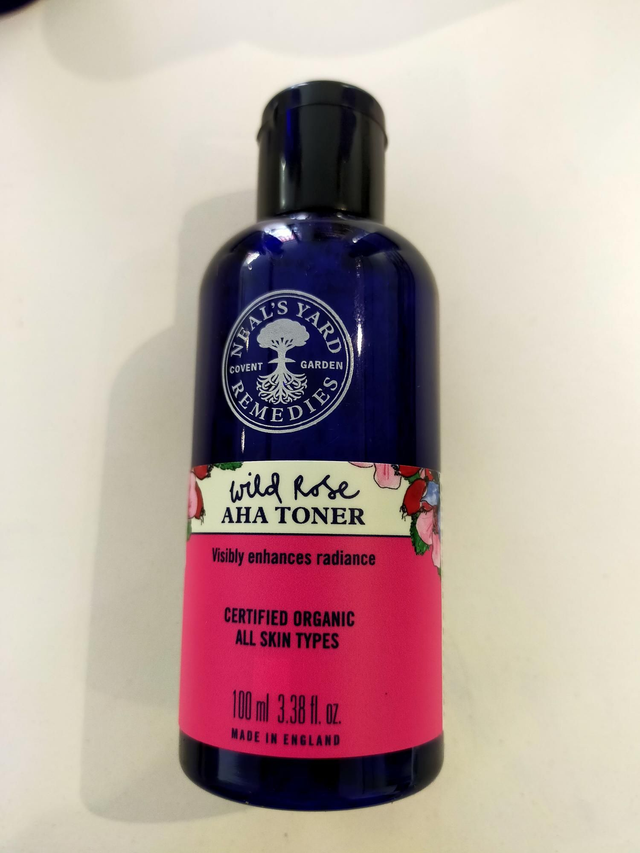 NEAL'S YARD
COVENT GARDEN
REMEDIES
Wild Rose
AHA TONER
Visibly enhances radiance
CERTIFIED ORGANIC
ALL SKIN TYPES
100 ml 3.38 fl. oz.
MADE IN ENGLAND